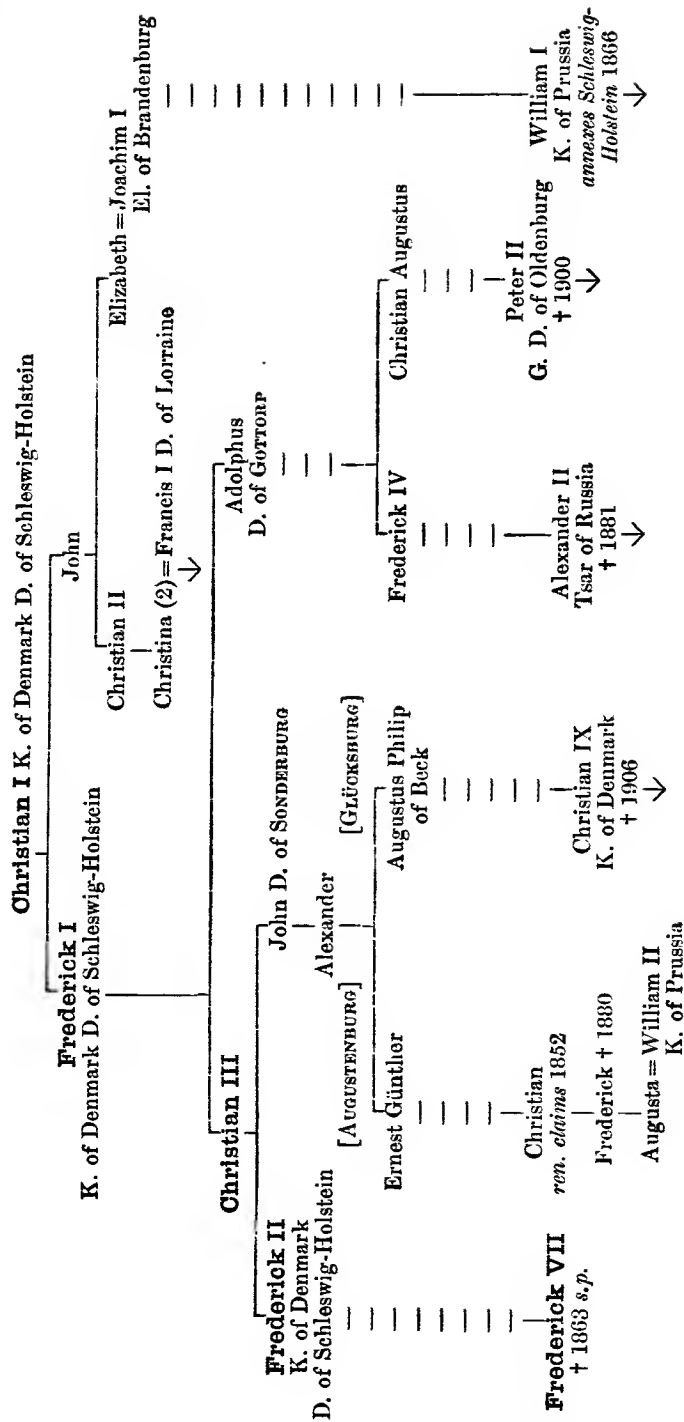 Christian I K. of Denmark D. of Schleswig-Holstein
Frederick I
K. of Denmark D. of Schleswig-Holstein
John
Christian II
Elizabeth = Joachim I
El. of Brandenburg
Christina (2) = Francis I D. of Lorraine
Christian III
Adolphus
D. of GOTTORP
Frederick II
K. of Denmark
D. of Schleswig-Holstein
John D. of SONDERBURG
Alexander
[AUGUSTENBURG]
[GLÜCKSBURG]
Ernest Günther
Augustus Philip
of Beck
Frederick IV
Christian Augustus
Frederick VII
† 1863 s.p.
Christian
ren. claims 1852
Frederick † 1880
Augusta = William II
K. of Prussia
Christian IX
K. of Denmark
† 1906
Alexander II
Tsar of Russia
† 1881
Peter II
G. D. of Oldenburg
† 1900
William I
K. of Prussia
annexes Schleswig-
Holstein 1866